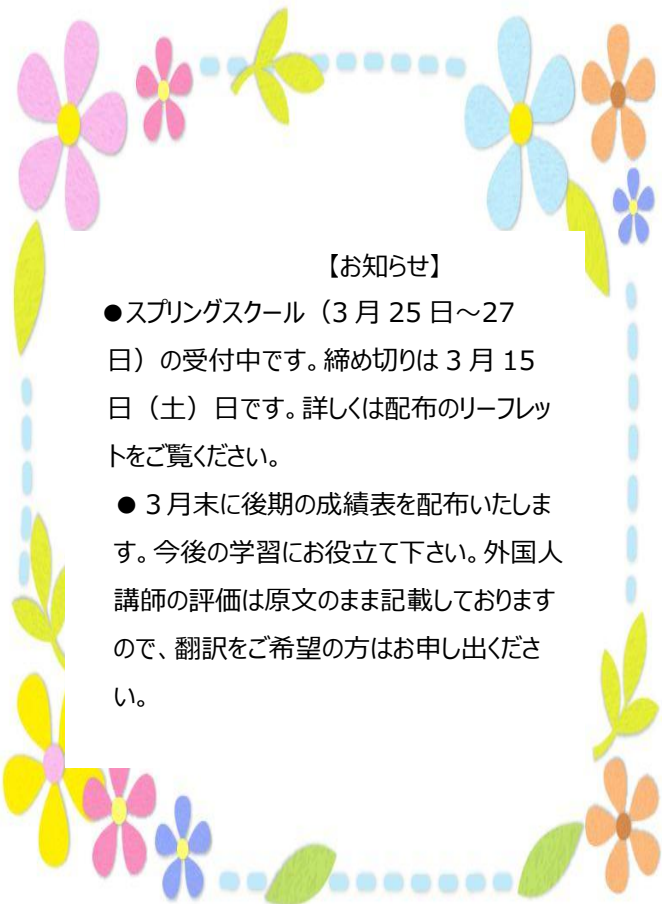 【お知らせ】
●スプリングスクール（3 月 25 日～27
日）の受付中です。締め切りは 3 月 15
日（土）日です。詳しくは配布のリーフレッ
トをご覧ください。
● 3 月末に後期の成績表を配布いたしま
す。今後の学習にお役立て下さい。外国人
講師の評価は原文のまま記載しております
ので、翻訳をご希望の方はお申し出くださ
い。